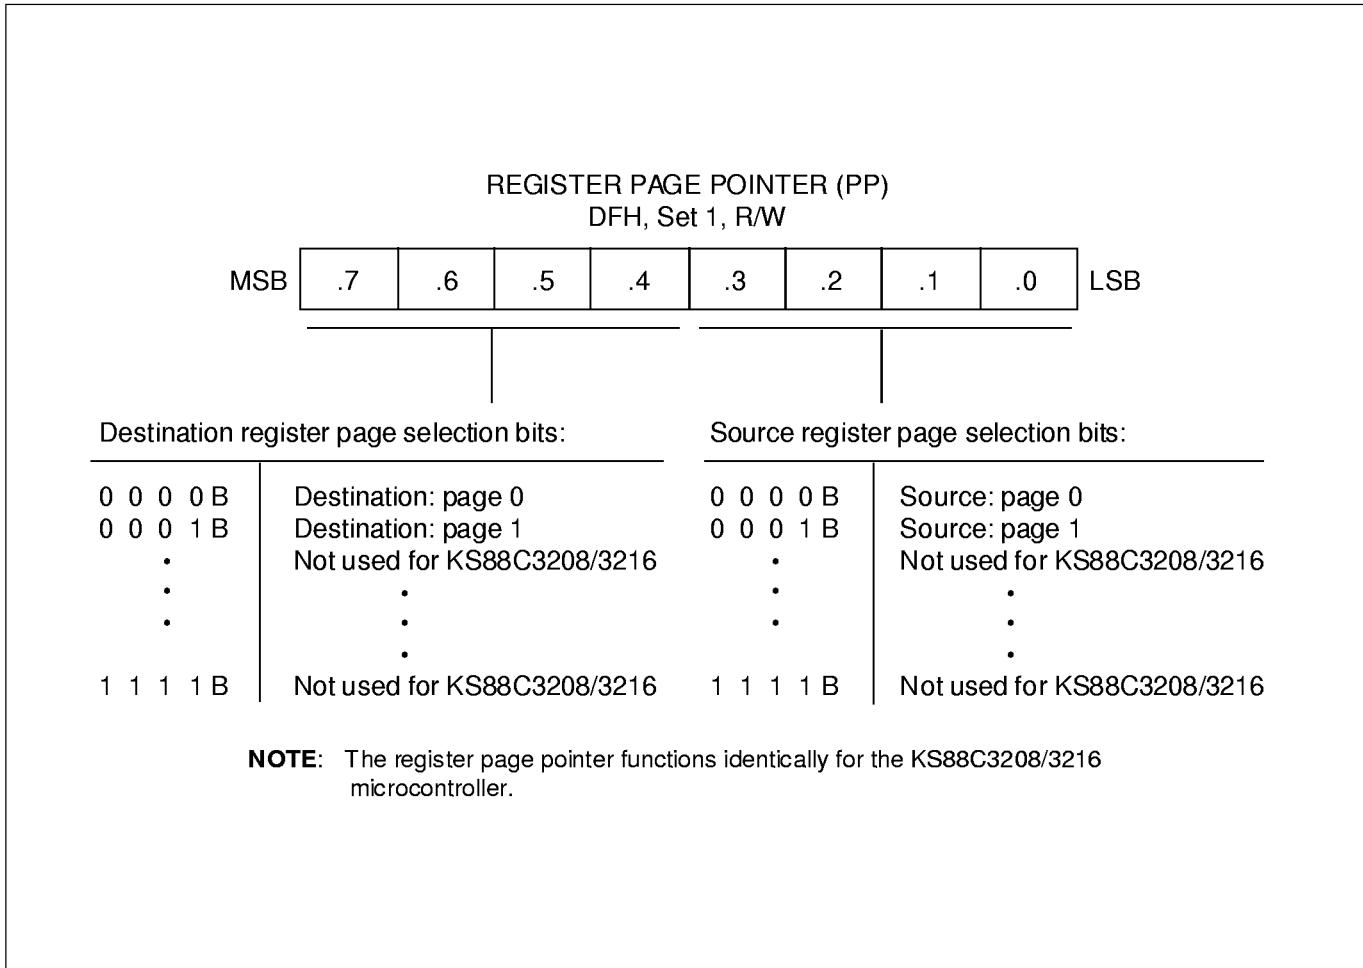 REGISTER PAGE POINTER (PP)
DFH, Set 1, R/W
MSB .7 .6 .5 .4 .3 .2 .1 .0 LSB
Destination register page selection bits:
0 0 0 0 B Destination: page 0
0 0 0 1 B Destination: page 1
Not used for KS88C3208/3216
1 1 1 1 B Not used for KS88C3208/3216
Source register page selection bits:
0 0 0 0 B Source: page 0
0 0 0 1 B Source: page 1
Not used for KS88C3208/3216
1 1 1 1 B Not used for KS88C3208/3216
NOTE: The register page pointer functions identically for the KS88C3208/3216
microcontroller.